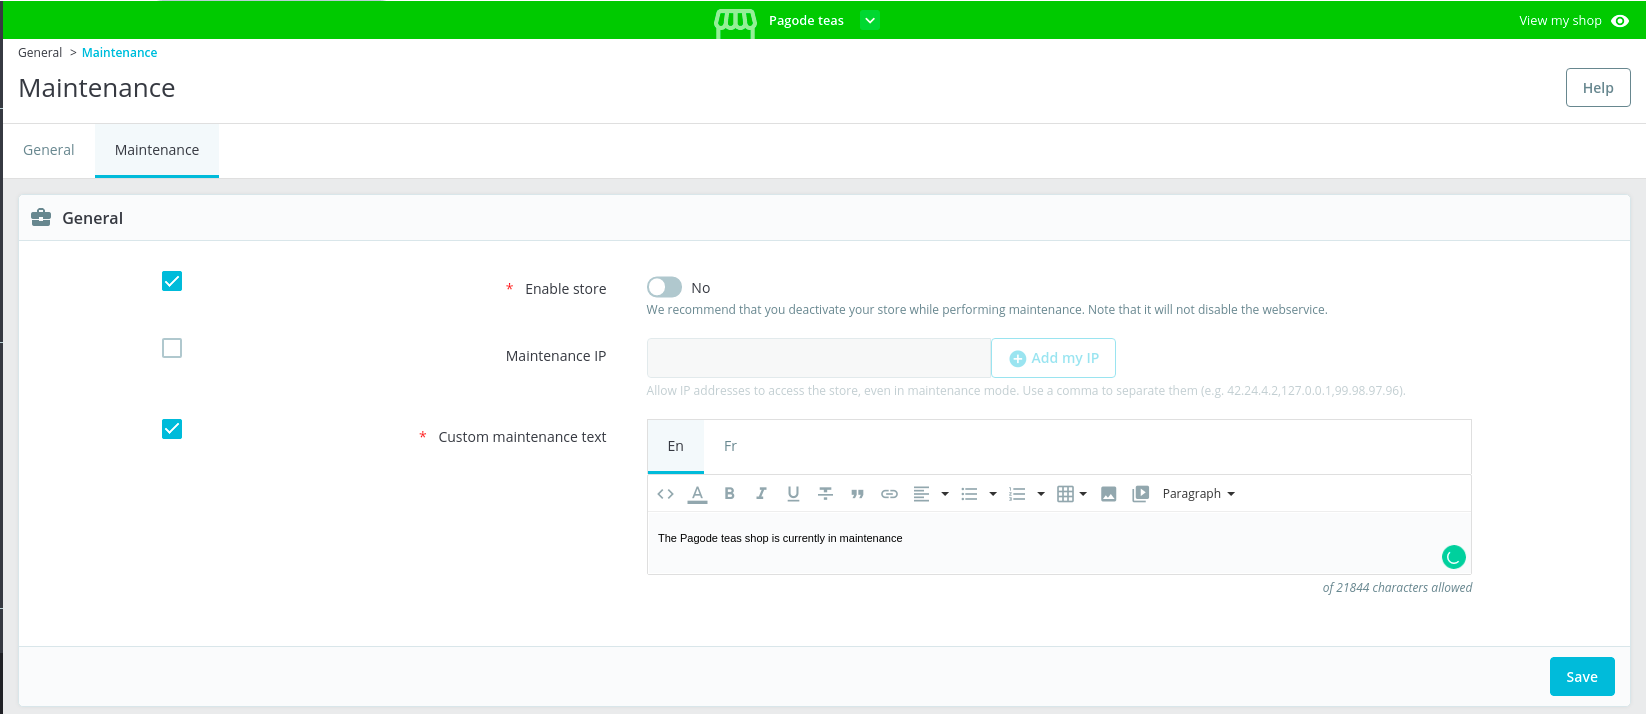 Pagode teas
View my shop
General > Maintenance
Maintenance
Help
General
Maintenance
General
* Enable store
No
We recommend that you deactivate your store while performing maintenance. Note that it will not disable the webservice.
Maintenance IP
Add my IP
Allow IP addresses to access the store, even in maintenance mode. Use a comma to separate them (e.g. 42.24.4.2,127.0.0.1,99.98.97.96).
* Custom maintenance text
En
Fr
Paragraph
The Pagode teas shop is currently in maintenance
of 21844 characters allowed
Save